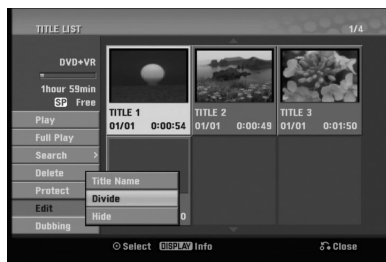 TITLE LIST
1/4
DVD+VR
1hour 59min
SP Free
TITLE 1
01/01 0:00:54
TITLE 2
01/01 0:00:49
TITLE 3
01/01 0:01:50
Play
Full Play
Search >
Delete
Protect
Edit
Dubbing
Title Name
Divide
Hide
0
Select DISPLAY Info
Close